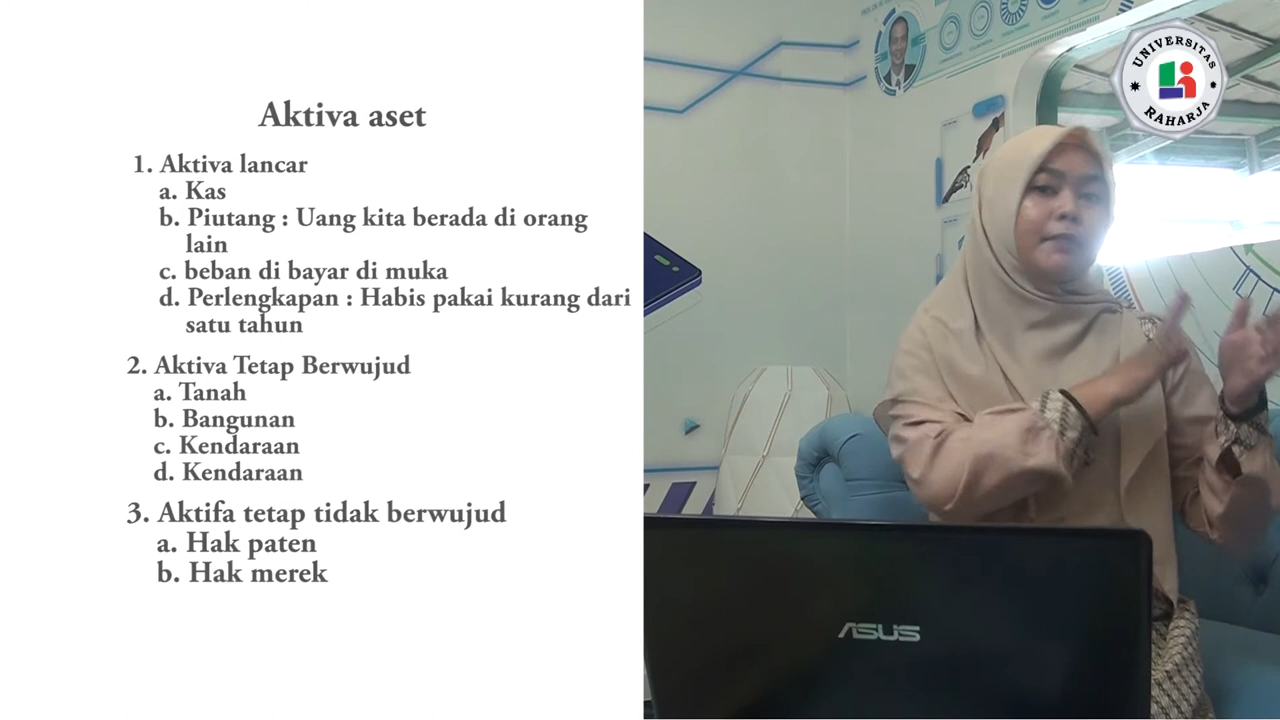 Aktiva aset
1. Aktiva lancar
a. Kas
b. Piutang : Uang kita berada di orang
lain
c. beban di bayar di muka
d. Perlengkapan : Habis pakai kurang dari
satu tahun
2. Aktiva Tetap Berwujud
a. Tanah
b. Bangunan
c. Kendaraan
d. Kendaraan
3. Aktifa tetap tidak berwujud
a. Hak paten
b. Hak merek
UNIVERSITAS
RAHARJA
ASUS